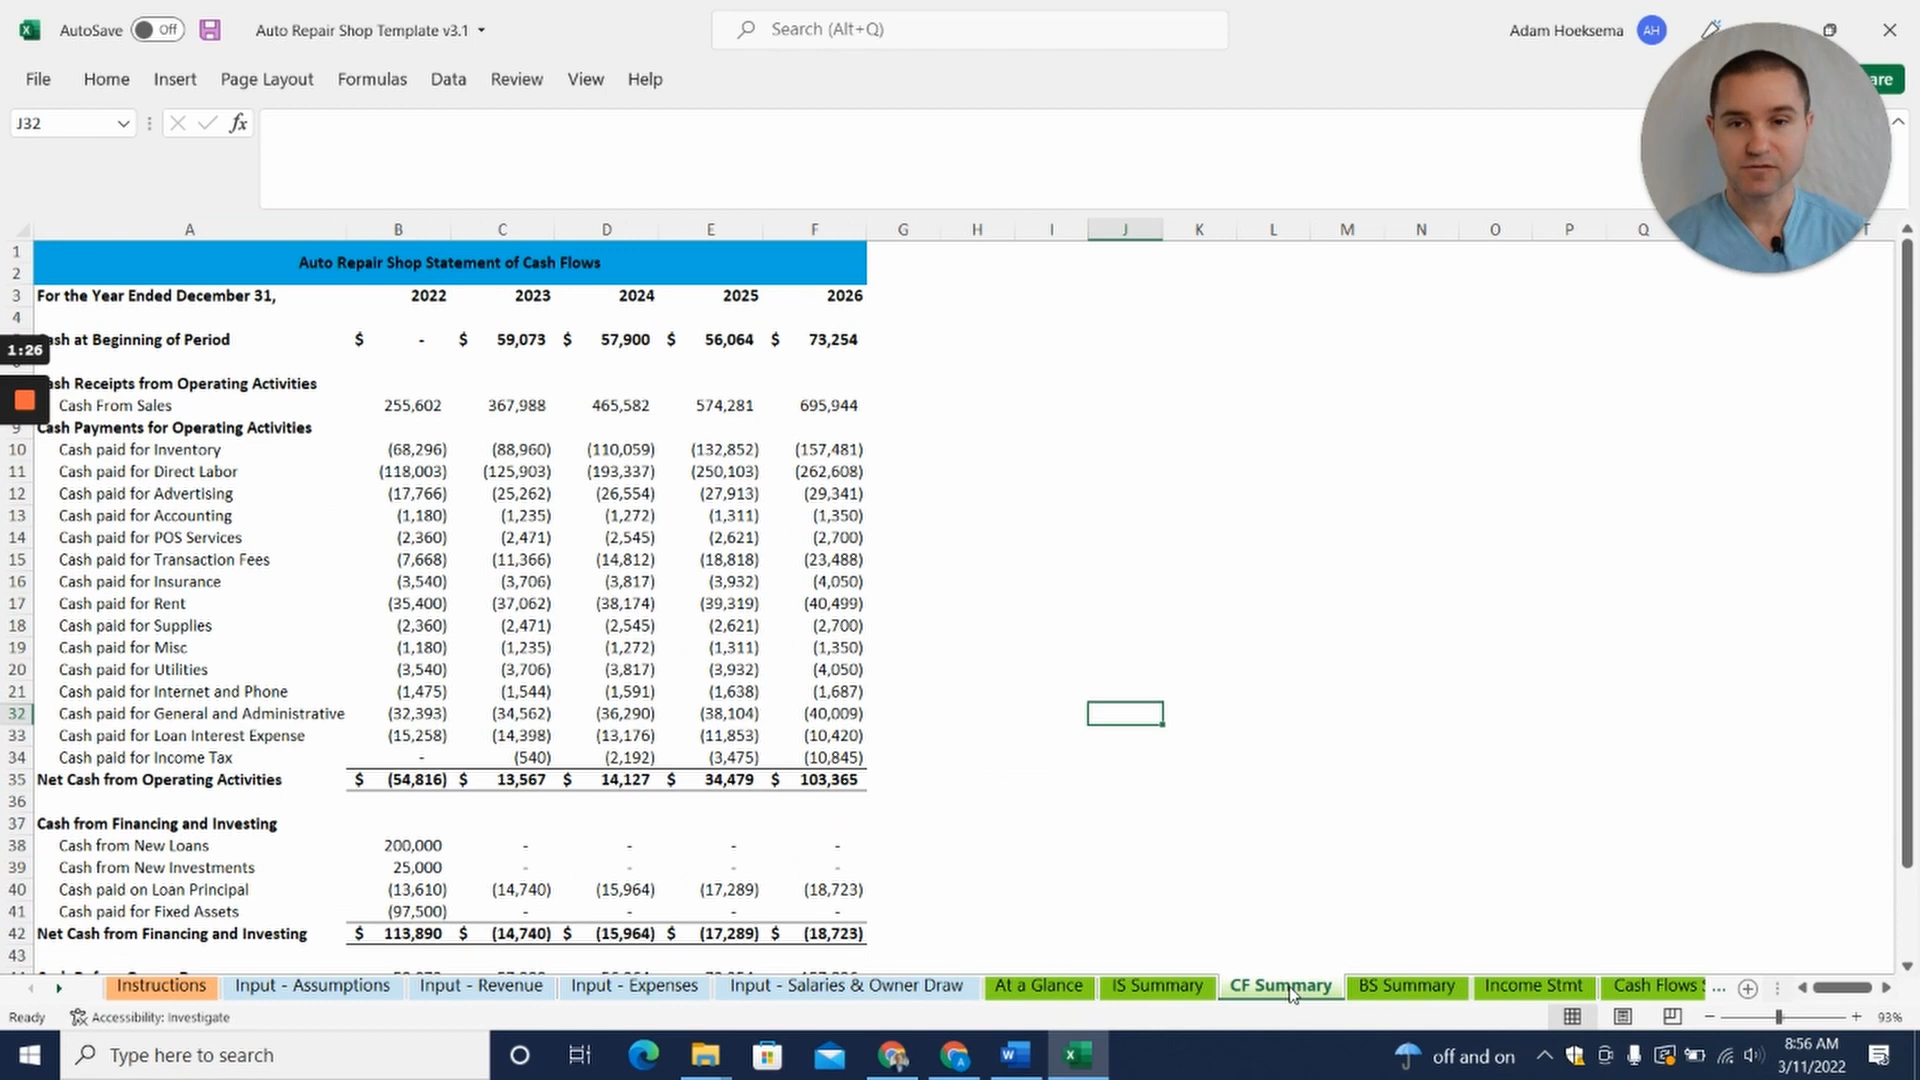 AutoSave Off Auto Repair Shop Template v3.1 Search (Alt+Q) Adam Hoeksema AH
File Home Insert Page Layout Formulas Data Review View Help are
J32 fx
A B C D E F G H I J K L M N O P Q T
1 Auto Repair Shop Statement of Cash Flows
2
3 For the Year Ended December 31, 2022 2023 2024 2025 2026
4
ash at Beginning of Period $ - $ 59,073 $ 57,900 $ 56,064 $ 73,254
1:26
ash Receipts from Operating Activities
Cash From Sales 255,602 367,988 465,582 574,281 695,944
9 Cash Payments for Operating Activities
10 Cash paid for Inventory (68,296) (88,960) (110,059) (132,852) (157,481)
11 Cash paid for Direct Labor (118,003) (125,903) (193,337) (250,103) (262,608)
12 Cash paid for Advertising (17,766) (25,262) (26,554) (27,913) (29,341)
13 Cash paid for Accounting (1,180) (1,235) (1,272) (1,311) (1,350)
14 Cash paid for POS Services (2,360) (2,471) (2,545) (2,621) (2,700)
15 Cash paid for Transaction Fees (7,668) (11,366) (14,812) (18,818) (23,488)
16 Cash paid for Insurance (3,540) (3,706) (3,817) (3,932) (4,050)
17 Cash paid for Rent (35,400) (37,062) (38,174) (39,319) (40,499)
18 Cash paid for Supplies (2,360) (2,471) (2,545) (2,621) (2,700)
19 Cash paid for Misc (1,180) (1,235) (1,272) (1,311) (1,350)
20 Cash paid for Utilities (3,540) (3,706) (3,817) (3,932) (4,050)
21 Cash paid for Internet and Phone (1,475) (1,544) (1,591) (1,638) (1,687)
32 Cash paid for General and Administrative (32,393) (34,562) (36,290) (38,104) (40,009)
33 Cash paid for Loan Interest Expense (15,258) (14,398) (13,176) (11,853) (10,420)
34 Cash paid for Income Tax - (540) (2,192) (3,475) (10,845)
35 Net Cash from Operating Activities $ (54,816) $ 13,567 $ 14,127 $ 34,479 $ 103,365
36
37 Cash from Financing and Investing
38 Cash from New Loans 200,000 - - - -
39 Cash from New Investments 25,000 - - - -
40 Cash paid on Loan Principal (13,610) (14,740) (15,964) (17,289) (18,723)
41 Cash paid for Fixed Assets (97,500) - - - -
42 Net Cash from Financing and Investing $ 113,890 $ (14,740) $ (15,964) $ (17,289) $ (18,723)
43
Instructions Input - Assumptions Input - Revenue Input - Expenses Input - Salaries & Owner Draw At a Glance IS Summary CF Summary BS Summary Income Stmt Cash Flows ...
Ready Accessibility: Investigate 93%
Type here to search off and on 8:56 AM
3/11/2022